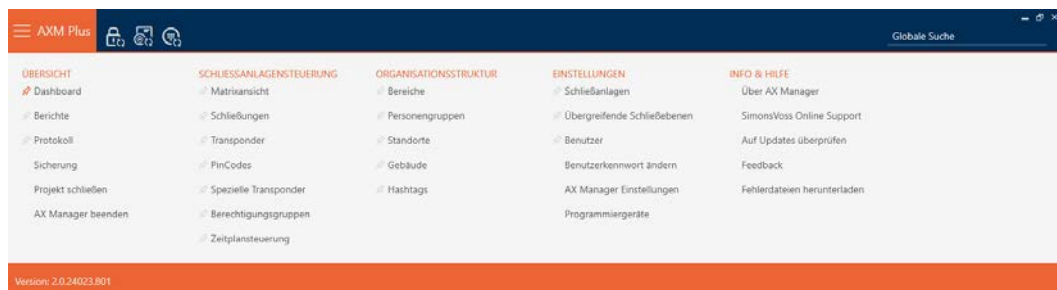 AXM Plus
Globale Suche
ÜBERSICHT
Dashboard
Berichte
Protokoll
Sicherung
Projekt schließen
AX Manager beenden
SCHLIESSANLAGENSTEUERUNG
Matrixansicht
Schließungen
Transponder
PinCodes
Spezielle Transponder
Berechtigungsgruppen
Zeitplansteuerung
ORGANISATIONSSTRUKTUR
Bereiche
Personengruppen
Standorte
Gebäude
Hashtags
EINSTELLUNGEN
Schließanlagen
Übergreifende Schließebenen
Benutzer
Benutzerkennwort ändern
AX Manager Einstellungen
Programmiergeräte
INFO & HILFE
Über AX Manager
SimonsVoss Online Support
Auf Updates überprüfen
Feedback
Fehlerdateien herunterladen
Version: 2.0.24023.801